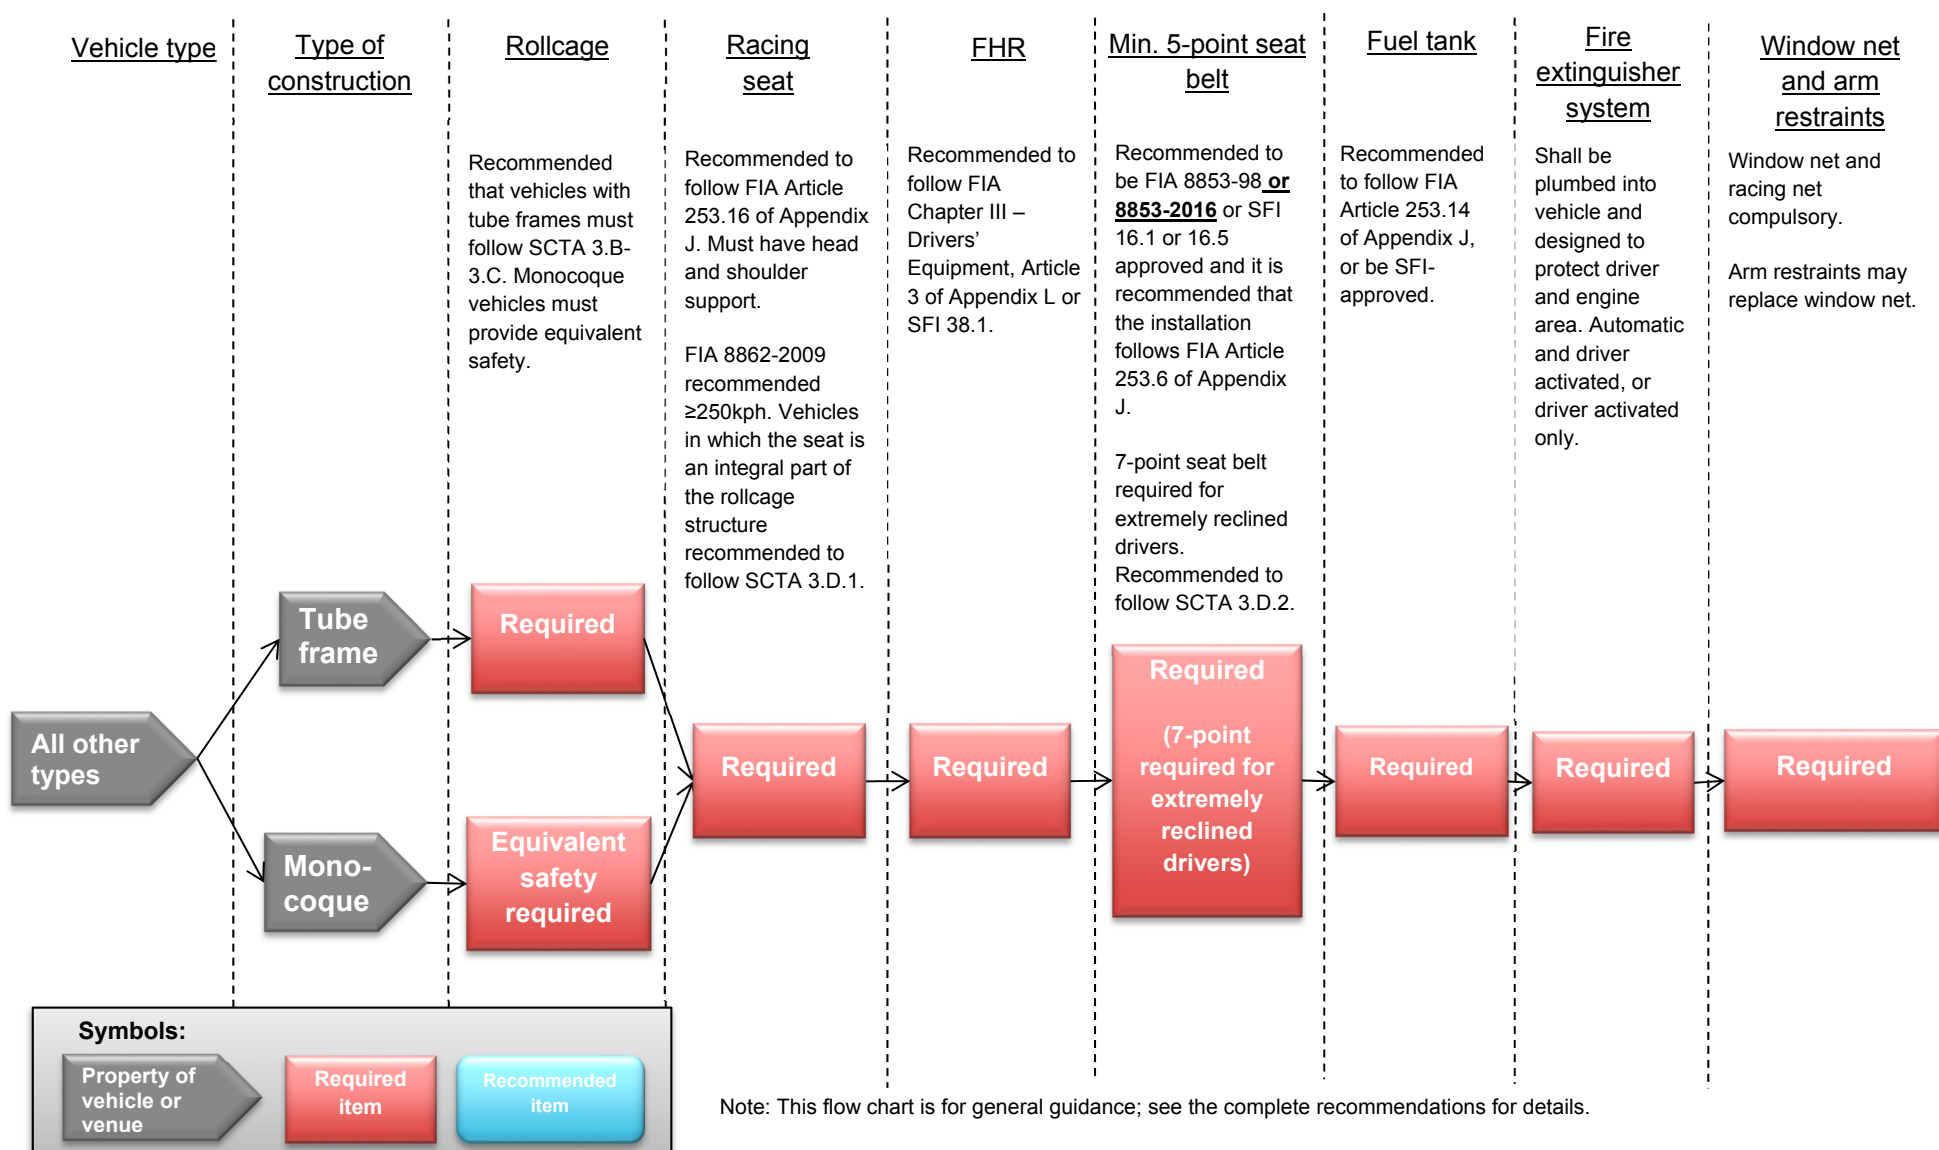 Vehicle type
Type of
construction
Rollcage
Racing
seat
FHR
Min. 5-point seat
belt
Fuel tank
Fire
extinguisher
system
Window net
and arm
restraints
Recommended
that vehicles with
tube frames must
follow SCTA 3.B-
3.C. Monocoque
vehicles must
provide equivalent
safety.
Recommended to
follow FIA Article
253.16 of Appendix
J. Must have head
and shoulder
support.
FIA 8862-2009
recommended
≥250kph. Vehicles
in which the seat is
an integral part of
the rollcage
structure
recommended to
follow SCTA 3.D.1.
Recommended to
follow FIA
Chapter III –
Drivers’
Equipment, Article
3 of Appendix L or
SFI 38.1.
Recommended to
be FIA 8853-98 or
8853-2016 or SFI
16.1 or 16.5
approved and it is
recommended that
the installation
follows FIA Article
253.6 of Appendix
J.
7-point seat belt
required for
extremely reclined
drivers.
Recommended to
follow SCTA 3.D.2.
Recommended
to follow FIA
Article 253.14
of Appendix J,
or be SFI-
approved.
Shall be
plumbed into
vehicle and
designed to
protect driver
and engine
area. Automatic
and driver
activated, or
driver activated
only.
Window net and
racing net
compulsory.
Arm restraints may
replace window net.
All other
types
Tube
frame
Mono-
coque
Required
Equivalent
safety
required
Required
Required
Required
(7-point
required for
extremely
reclined
drivers)
Required
Required
Required
Symbols:
Property of
vehicle or
venue
Required
item
Recommended
item
Note: This flow chart is for general guidance; see the complete recommendations for details.